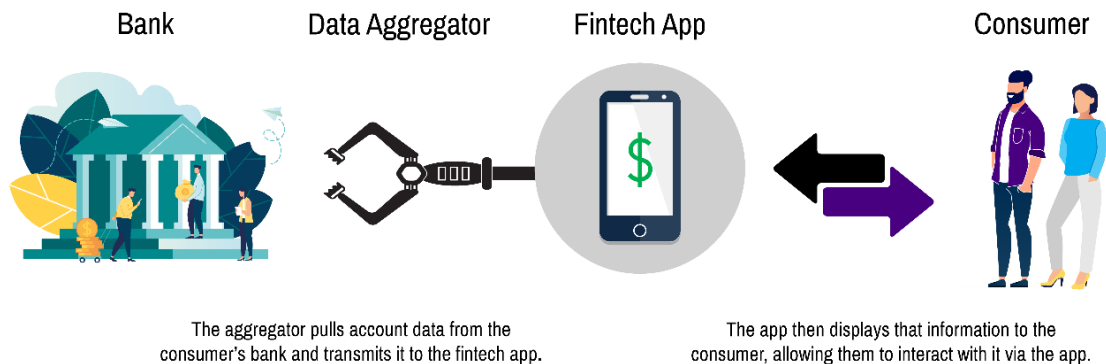 Bank
Data Aggregator
Fintech App
Consumer
$
The aggregator pulls account data from the
consumer's bank and transmits it to the fintech app.
The app then displays that information to the
consumer, allowing them to interact with it via the app.